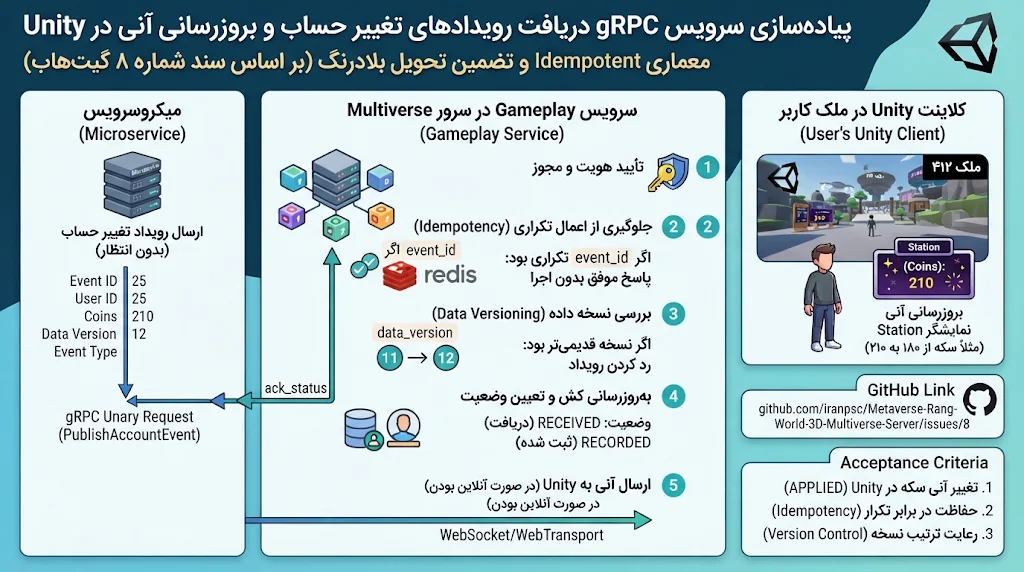 پیاده‌سازی سرویس gRPC دریافت رویدادهای تغییر حساب و بروزرسانی آنی در Unity
معماری Idempotent و تضمین تحویل بلادرنگ (بر اساس سند شماره ۸ گیت‌هاب)
میکروسرویس
(Microservice)
ارسال رویداد تغییر حساب
(بدون انتظار)
Event ID 25
User ID 25
Coins 210
Data Version 12
Event Type
gRPC Unary Request
(PublishAccountEvent)
سرویس Gameplay در سرور Multiverse
(Gameplay Service)
1 تأیید هویت و مجوز
2 2 جلوگیری از اعمال تکراری (Idempotency)
اگر event_id
redis
اگر event_id تکراری بود:
پاسخ موفق بدون اجرا
3 بررسی نسخه داده (Data Versioning)
data_version
11 → 12
اگر نسخه قدیمی‌تر بود:
رد کردن رویداد
ack_status
4 به‌روزرسانی کش و تعیین وضعیت
وضعیت: RECEIVED (دریافت)
RECORDED (ثبت شده)
5 ارسال آنی به Unity (در صورت آنلاین بودن)
در صورت آنلاین بودن)
WebSocket/WebTransport
کلاینت Unity در ملک کاربر
(User's Unity Client)
ملک ۴۱۲
Station
(Coins):
210
بروزرسانی آنی
نمایشگر Station
(مثلاً سکه از ۱۸۰ به ۲۱۰)
GitHub Link
github.com/iranpsc/Metaverse-Rang-
World-3D-Multiverse-Server/issues/8
Acceptance Criteria
1. تغییر آنی سکه در Unity (APPLIED)
2. حفاظت در برابر تکرار (Idempotency)
3. رعایت ترتیب نسخه (Version Control)